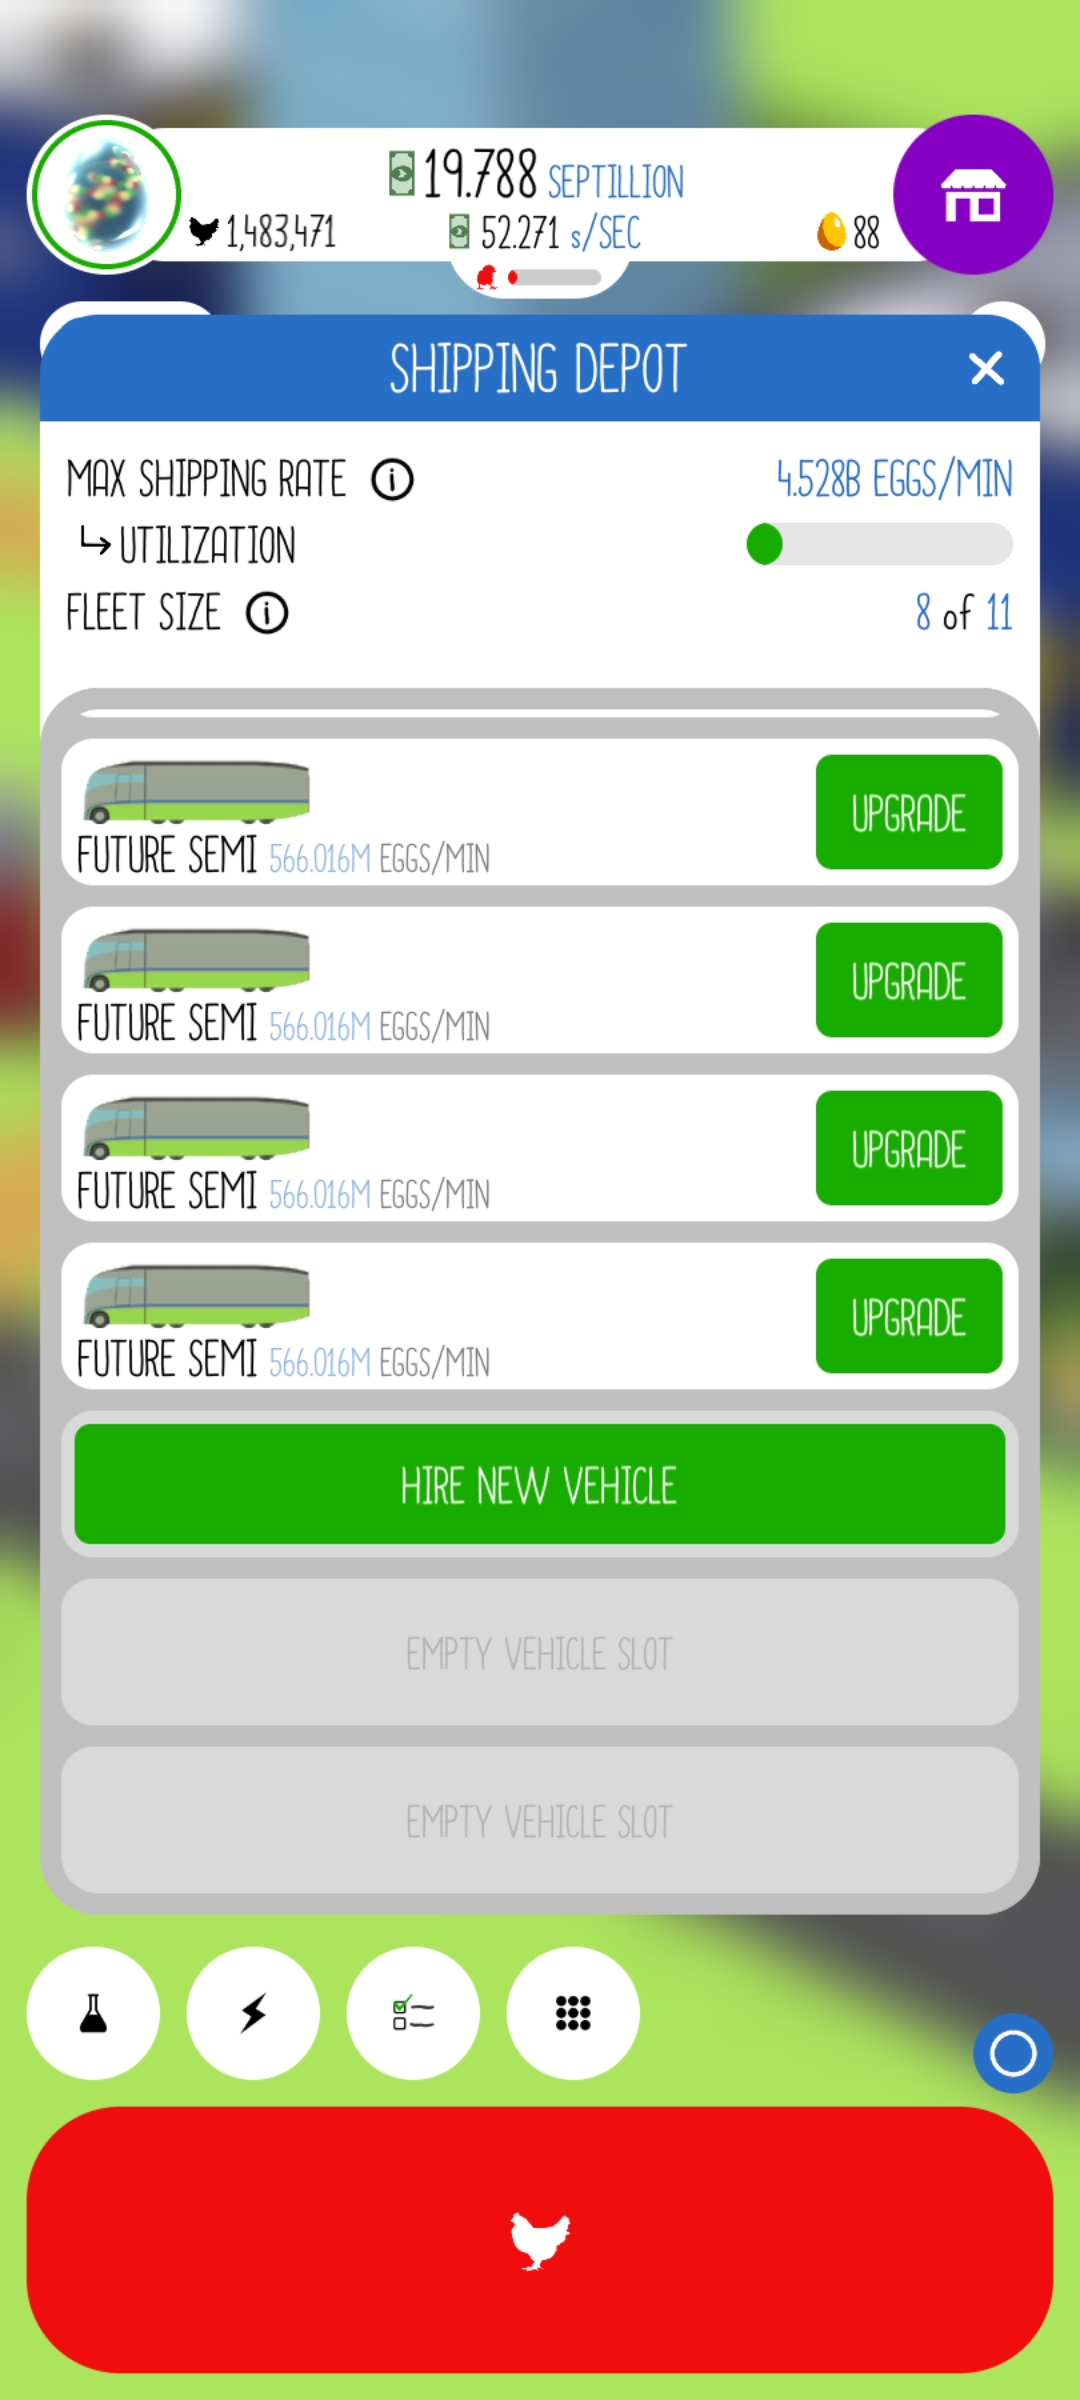 19.788 SEPTILLION
1,483,471 52.271 s/SEC 88
SHIPPING DEPOT
MAX SHIPPING RATE 4.528B EGGS/MIN
UTILIZATION
FLEET SIZE 8 of 11
UPGRADE
FUTURE SEMI 566.016M EGGS/MIN
UPGRADE
FUTURE SEMI 566.016M EGGS/MIN
UPGRADE
FUTURE SEMI 566.016M EGGS/MIN
UPGRADE
FUTURE SEMI 566.016M EGGS/MIN
HIRE NEW VEHICLE
EMPTY VEHICLE SLOT
EMPTY VEHICLE SLOT